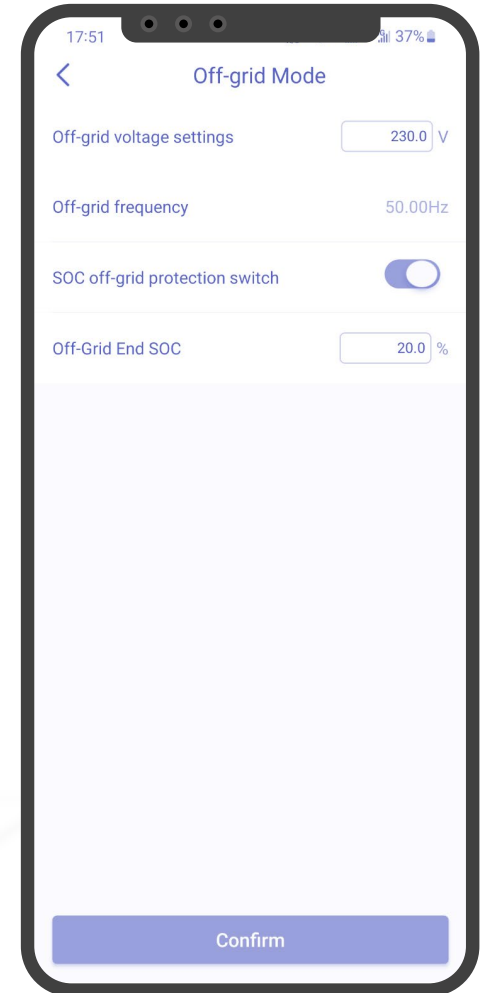 17:51
37%
Off-grid Mode
Off-grid voltage settings 230.0 V
Off-grid frequency 50.00Hz
SOC off-grid protection switch
Off-Grid End SOC 20.0 %
Confirm